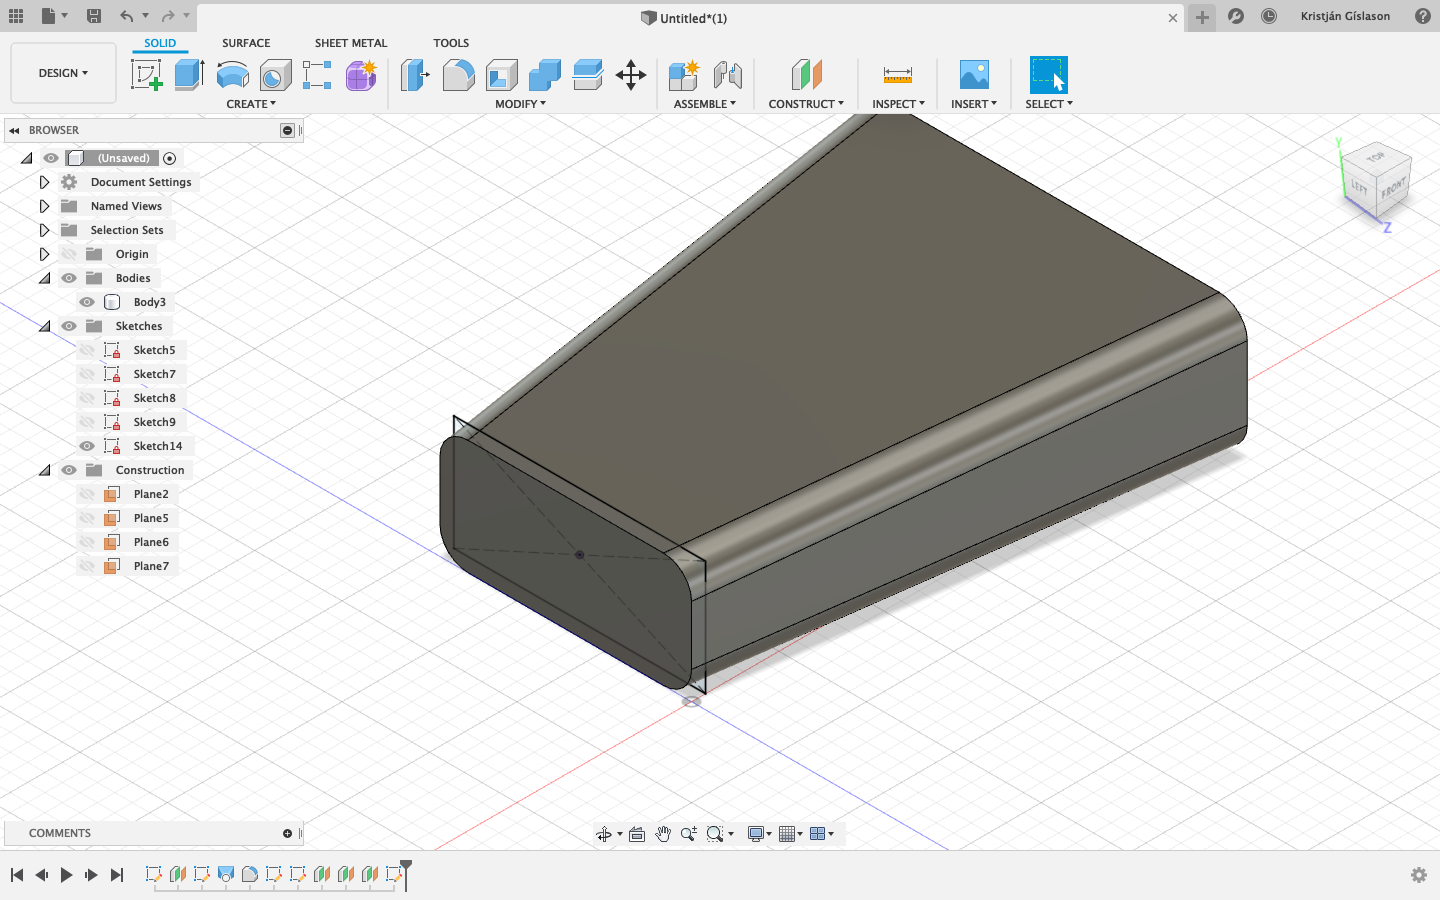 Untitled*(1)
Kristján Gíslason
SOLID SURFACE SHEET METAL TOOLS
DESIGN
CREATE MODIFY ASSEMBLE CONSTRUCT INSPECT INSERT SELECT
BROWSER
(Unsaved)
Document Settings
Named Views
Selection Sets
Origin
Bodies
Body3
Sketches
Sketch5
Sketch7
Sketch8
Sketch9
Sketch14
Construction
Plane2
Plane5
Plane6
Plane7
Y
TOP
LEFT FRONT
Z
COMMENTS